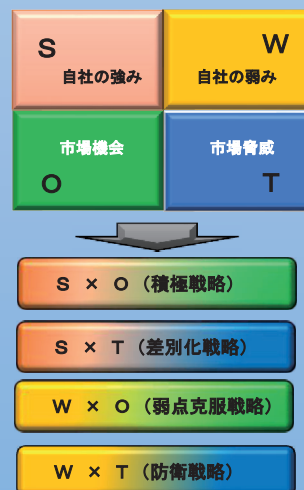 S
W
自社の強み
自社の弱み
市場機会
市場脅威
O
T
S × O（積極戦略）
S × T（差別化戦略）
W × O（弱点克服戦略）
W × T（防衛戦略）